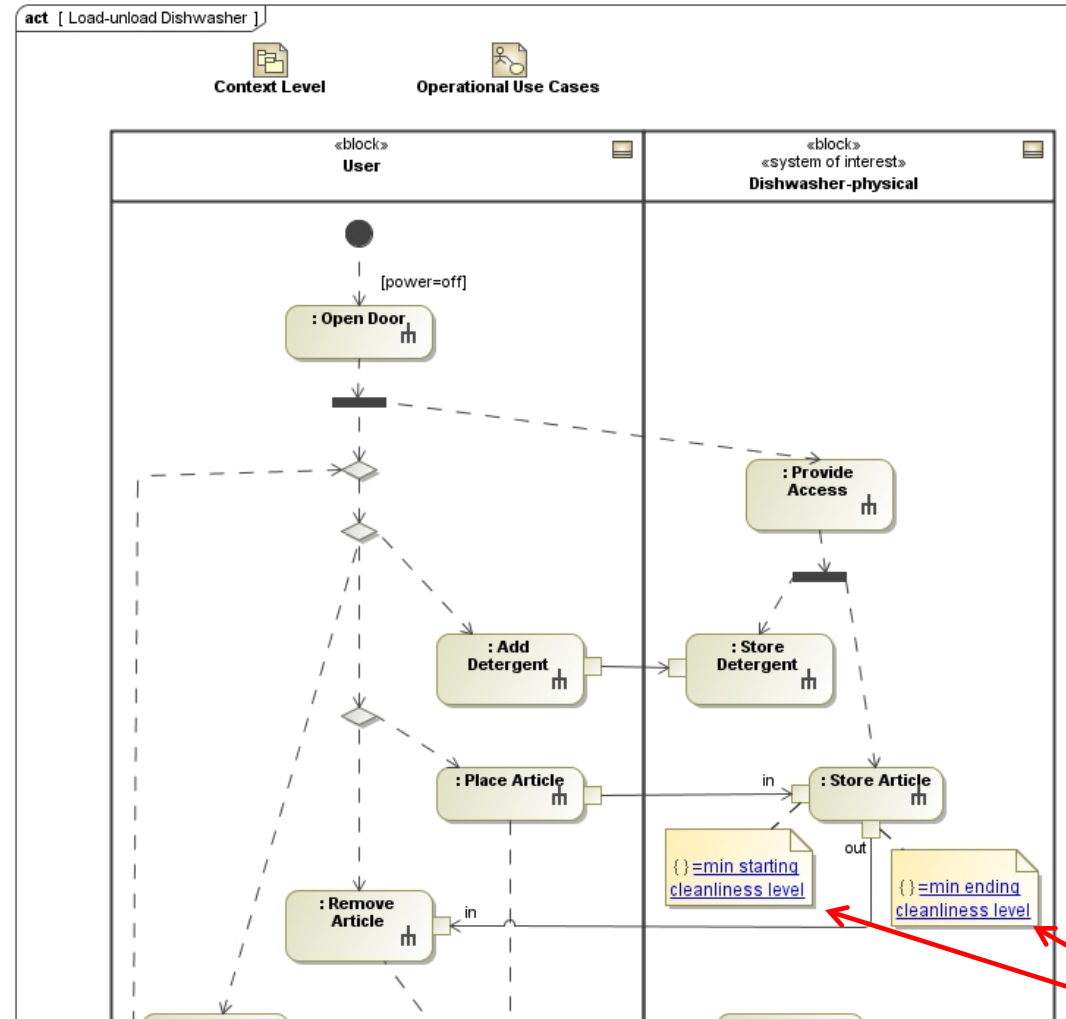 act [ Load-unload Dishwasher ]
Context Level
Operational Use Cases
«block»
User
«block»
«system of interest»
Dishwasher-physical
[power=off]
: Open Door
: Provide
Access
: Add
Detergent
: Store
Detergent
: Place Article
in
: Store Article
out
{}=min starting
cleanliness level
{}=min ending
cleanliness level
: Remove
Article
in